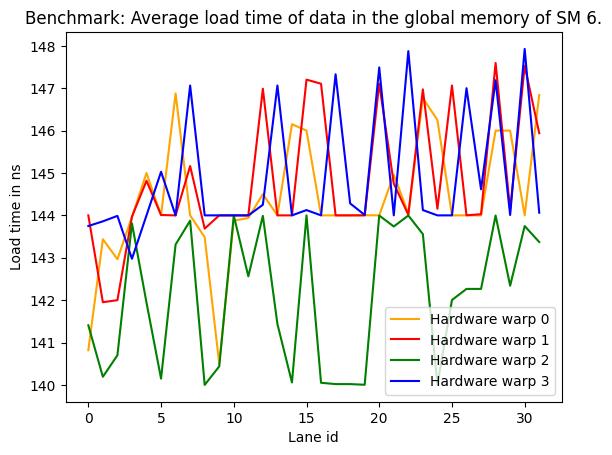 Benchmark: Average load time of data in the global memory of SM 6.
148
147
146
145
144
143
142
141
140
Load time in ns
Hardware warp 0
Hardware warp 1
Hardware warp 2
Hardware warp 3
0 5 10 15 20 25 30
Lane id